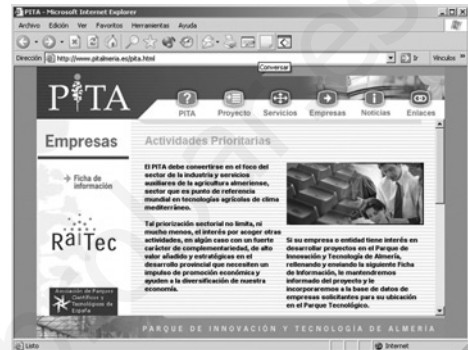 PITA - Microsoft Internet Explorer
Archivo Edición Ver Favoritos Herramientas Ayuda
Dirección http://www.pitalmeria.es/pita.html Ir Vínculos »
Conversar
PITA
PITA Proyecto Servicios Empresas Noticias Enlaces
Empresas
Actividades Prioritarias
Ficha de
información
RaiTec
Asociación de Parques
Científicos y
Tecnológicos de
España
El PITA debe convertirse en el foco del
sector de la industria y servicios
auxiliares de la agricultura almeriense,
sector que es punto de referencia
mundial en tecnologías agrícolas de clima
mediterráneo.
Tal priorización sectorial no limita, ni
mucho menos, el interés por acoger otras
actividades, en algún caso con un fuerte
carácter de complementariedad, de alto
valor añadido y estratégicas en el
desarrollo provincial que necesiten un
impulso de promoción económica y
ayuden a la diversificación de nuestra
economía.
Si su empresa o entidad tiene interés en
desarrollar proyectos en el Parque de
Innovación y Tecnología de Almería,
rellenando y enviando la siguiente Ficha
de Información, le mantendremos
informado del proyecto y le
incorporaremos a la base de datos de
empresas solicitantes para su ubicación
en el Parque Tecnológico.
PARQUE DE INNOVACIÓN Y TECNOLOGÍA DE ALMERÍA
Listo Internet